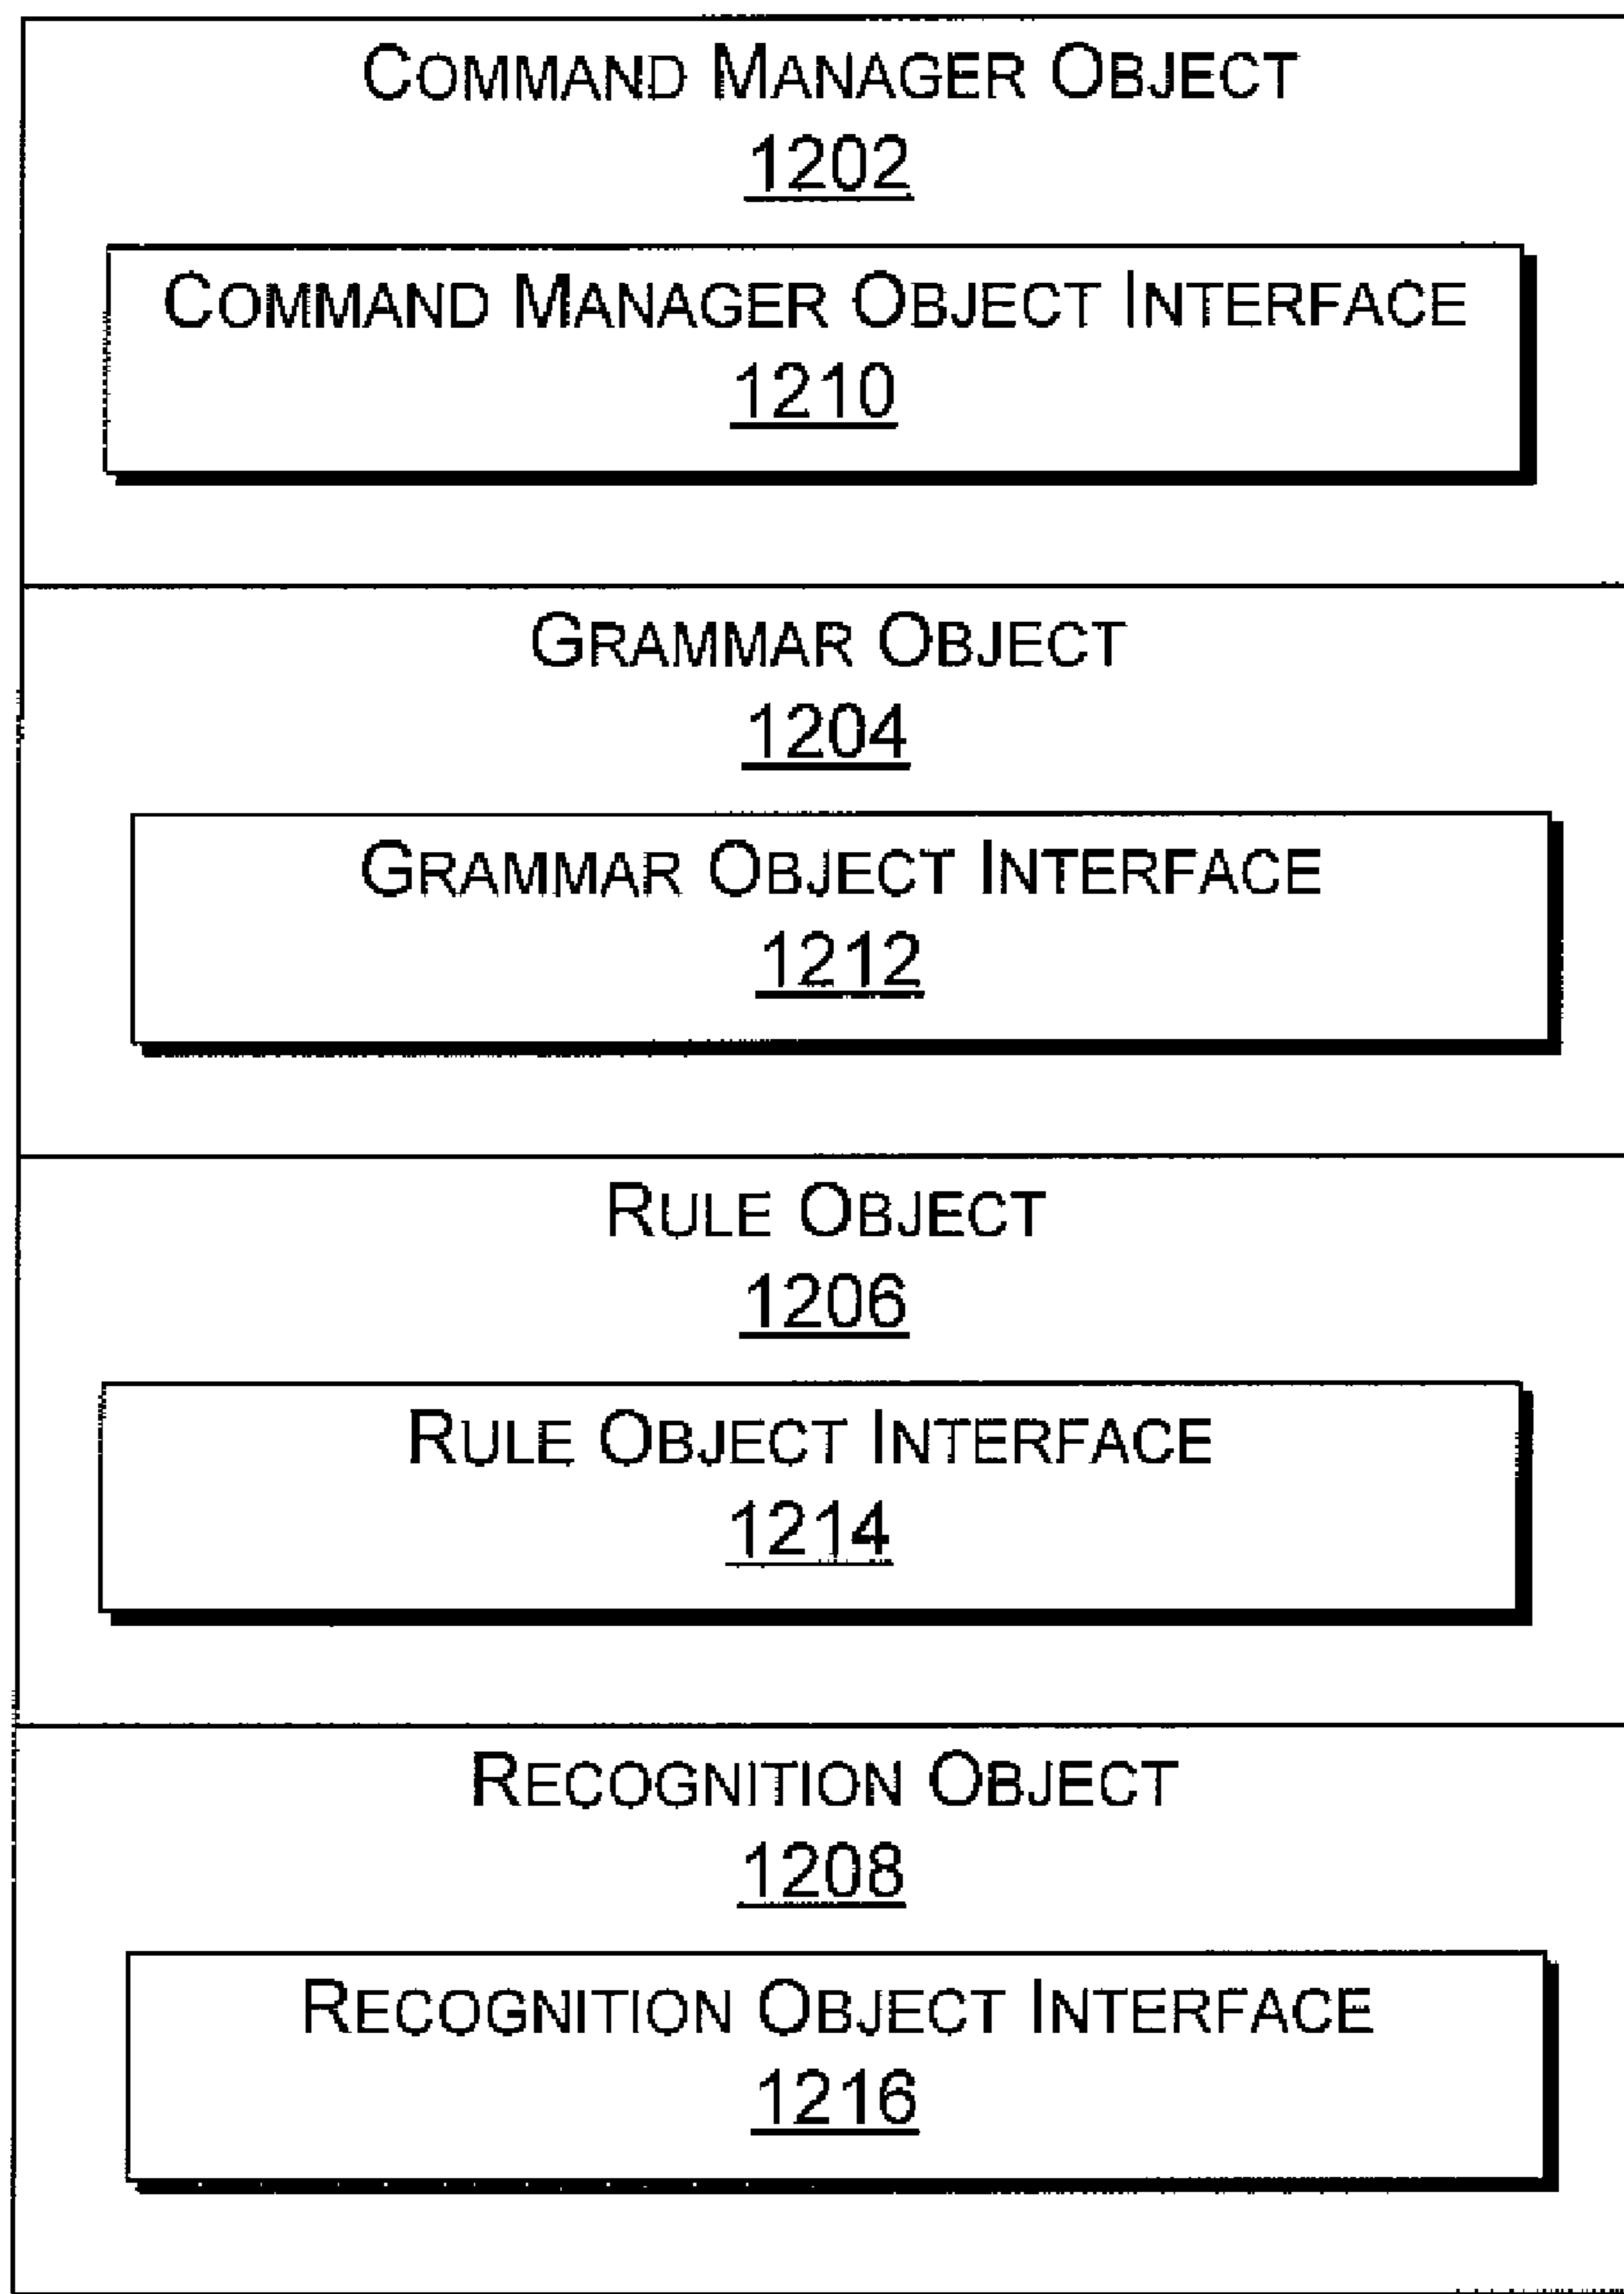 COMMAND MANAGER OBJECT
1202
COMMAND MANAGER OBJECT INTERFACE
1210
GRAMMAR OBJECT
1204
GRAMMAR OBJECT INTERFACE
1212
RULE OBJECT
1206
RULE OBJECT INTERFACE
1214
RECOGNITION OBJECT
1208
RECOGNITION OBJECT INTERFACE
1216